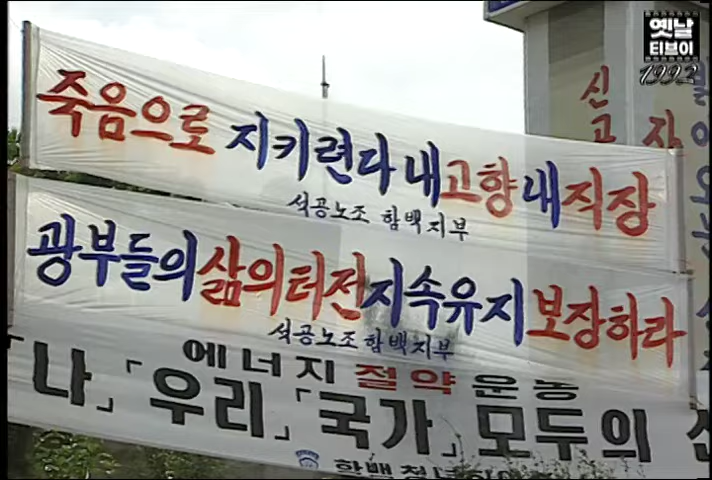 옛날
티브이
1992
신고
죽음으로 지키련다 내고향 내직장
석공노조 함백지부
광부들의 삶의 터전 지속유지 보장하라
석공노조 함백지부
에너지 절약 운동
「나」 「우리」 「국가」 모두의